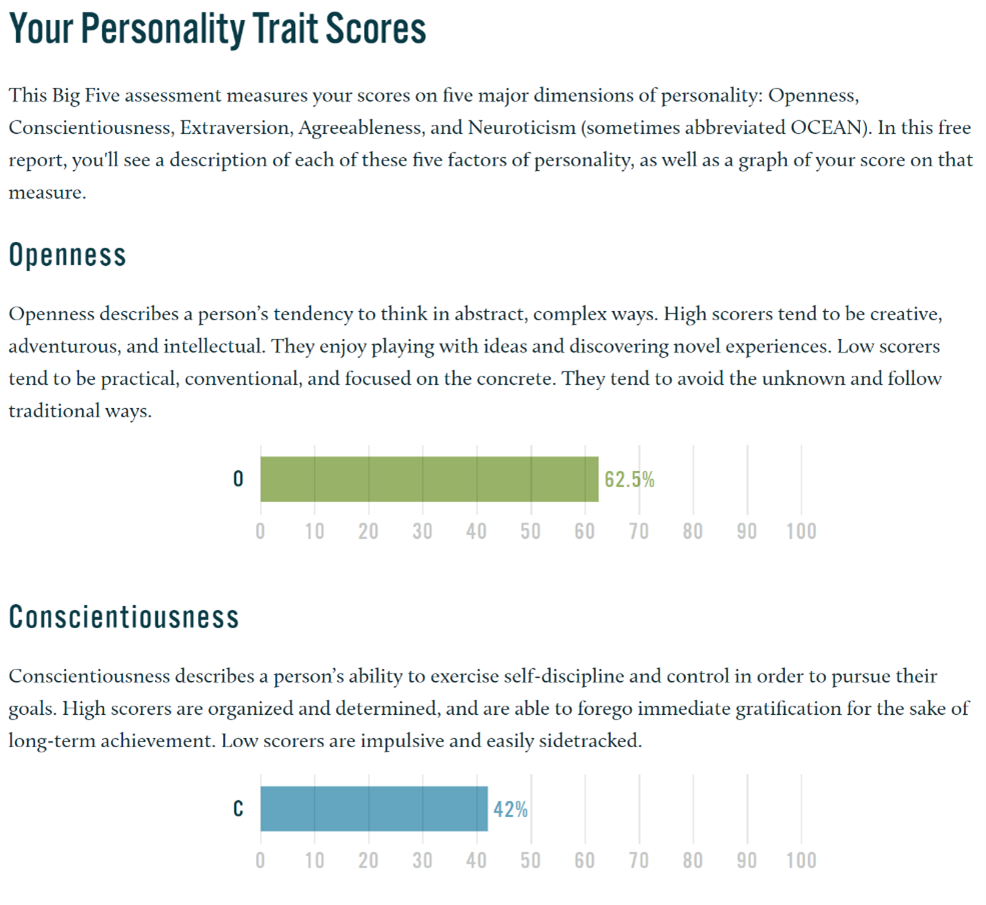 Your Personality Trait Scores
This Big Five assessment measures your scores on five major dimensions of personality: Openness,
Conscientiousness, Extraversion, Agreeableness, and Neuroticism (sometimes abbreviated OCEAN). In this free
report, you'll see a description of each of these five factors of personality, as well as a graph of your score on that
measure.
Openness
Openness describes a person’s tendency to think in abstract, complex ways. High scorers tend to be creative,
adventurous, and intellectual. They enjoy playing with ideas and discovering novel experiences. Low scorers
tend to be practical, conventional, and focused on the concrete. They tend to avoid the unknown and follow
traditional ways.
O 62.5%
0 10 20 30 40 50 60 70 80 90 100
Conscientiousness
Conscientiousness describes a person’s ability to exercise self-discipline and control in order to pursue their
goals. High scorers are organized and determined, and are able to forego immediate gratification for the sake of
long-term achievement. Low scorers are impulsive and easily sidetracked.
C 42%
0 10 20 30 40 50 60 70 80 90 100